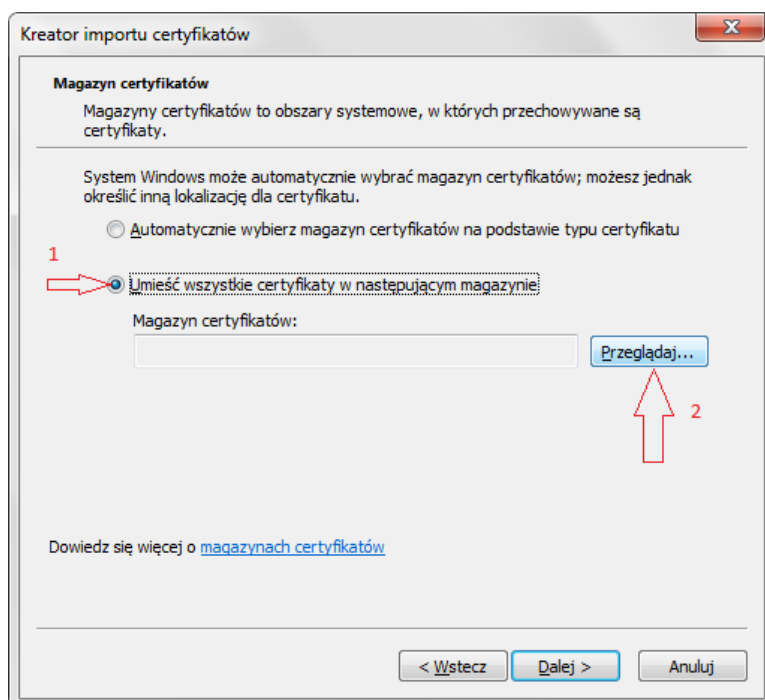 Kreator importu certyfikatów
Magazyn certyfikatów
Magazyny certyfikatów to obszary systemowe, w których przechowywane są
certyfikaty.
System Windows może automatycznie wybrać magazyn certyfikatów; możesz jednak
określić inną lokalizację dla certyfikatu.
Automatycznie wybierz magazyn certyfikatów na podstawie typu certyfikatu
1
Umieść wszystkie certyfikaty w następującym magazynie
Magazyn certyfikatów:
Przeglądaj...
2
Dowiedz się więcej o magazynach certyfikatów
< Wstecz
Dalej >
Anuluj